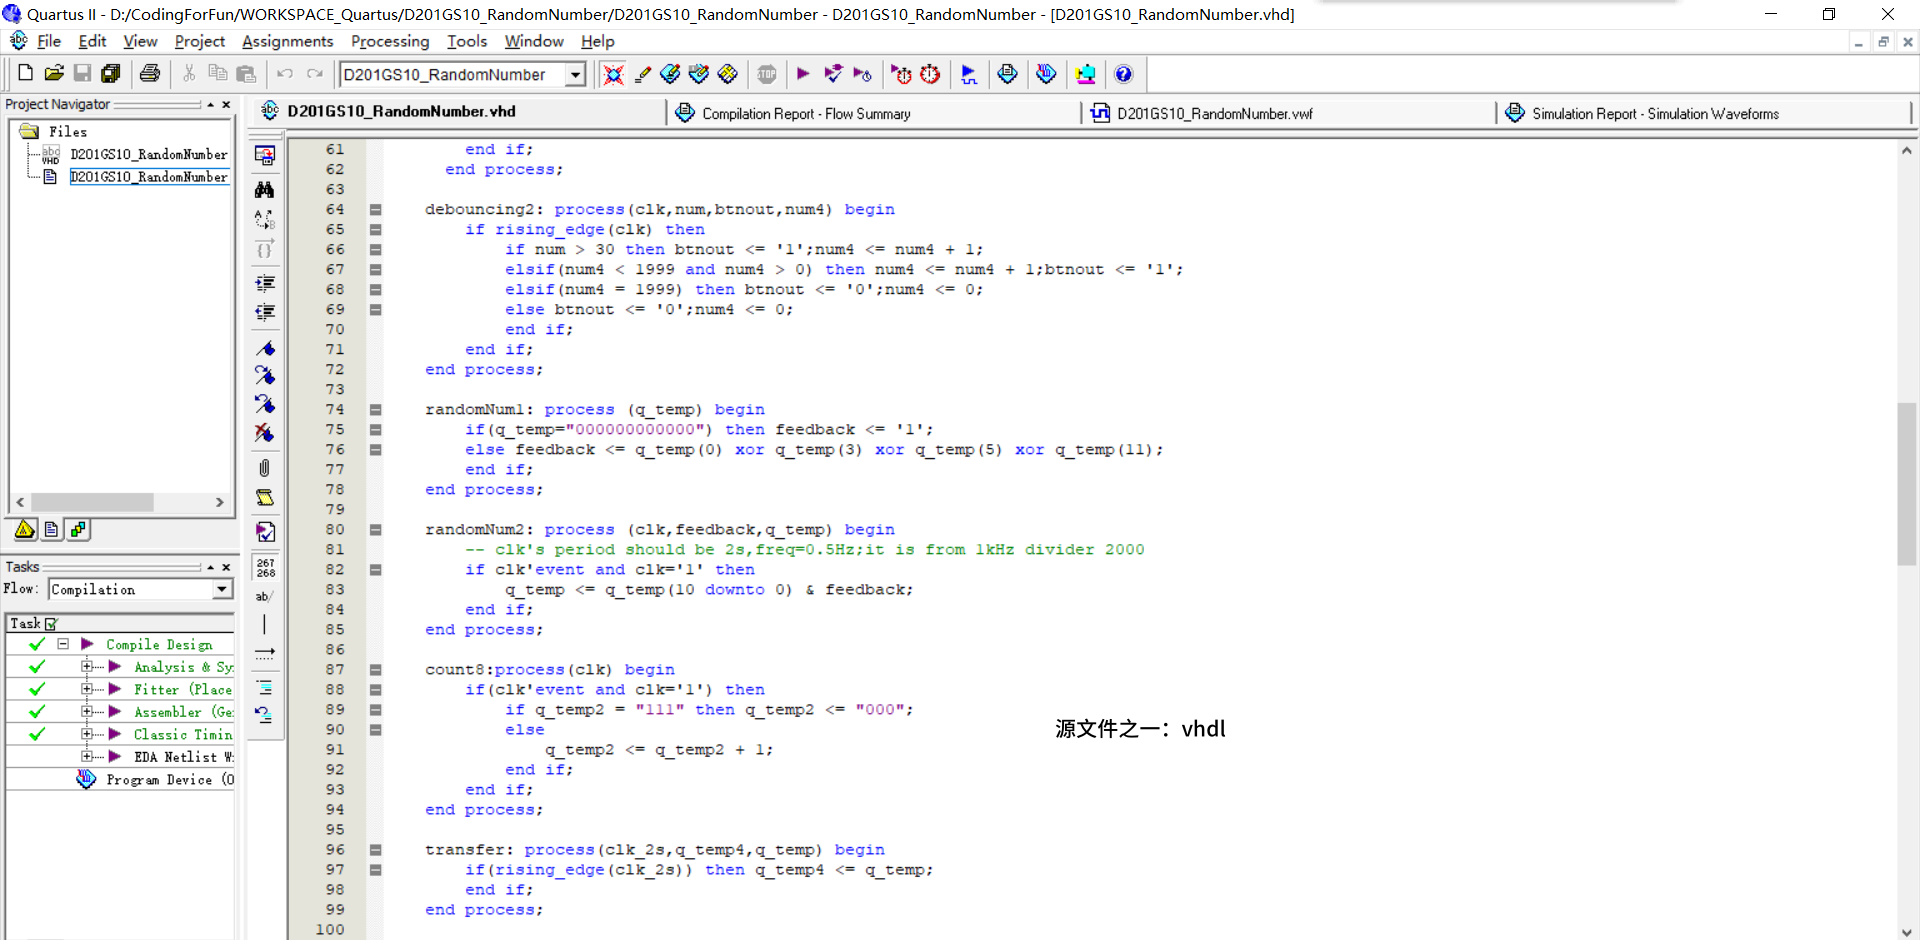 Quartus II - D:/CodingForFun/WORKSPACE_Quartus/D201GS10_RandomNumber/D201GS10_RandomNumber - D201GS10_RandomNumber - [D201GS10_RandomNumber.vhd]
File Edit View Project Assignments Processing Tools Window Help
D201GS10_RandomNumber
Project Navigator
Files
D201GS10_RandomNumber
D201GS10_RandomNumber
Tasks
Flow: Compilation
Task
Compile Design
Analysis & Sy
Fitter (Place
Assembler (Ge
Classic Timin
EDA Netlist W
Program Device (O
D201GS10_RandomNumber.vhd
Compilation Report - Flow Summary
D201GS10_RandomNumber.vwf
Simulation Report - Simulation Waveforms
61 end if;
62 end process;
63
64 debouncing2: process(clk,num,btnout,num4) begin
65 if rising_edge(clk) then
66 if num > 30 then btnout <= '1';num4 <= num4 + 1;
67 elsif(num4 < 1999 and num4 > 0) then num4 <= num4 + 1;btnout <= '1';
68 elsif(num4 = 1999) then btnout <= '0';num4 <= 0;
69 else btnout <= '0';num4 <= 0;
70 end if;
71 end if;
72 end process;
73
74 randomNum1: process (q_temp) begin
75 if(q_temp="000000000000") then feedback <= '1';
76 else feedback <= q_temp(0) xor q_temp(3) xor q_temp(5) xor q_temp(11);
77 end if;
78 end process;
79
80 randomNum2: process (clk,feedback,q_temp) begin
81 -- clk's period should be 2s,freq=0.5Hz;it is from 1kHz divider 2000
82 if clk'event and clk='1' then
83 q_temp <= q_temp(10 downto 0) & feedback;
84 end if;
85 end process;
86
87 count8:process(clk) begin
88 if(clk'event and clk='1') then
89 if q_temp2 = "111" then q_temp2 <= "000";
90 else
91 q_temp2 <= q_temp2 + 1;
92 end if;
93 end if;
94 end process;
95
96 transfer: process(clk_2s,q_temp4,q_temp) begin
97 if(rising_edge(clk_2s)) then q_temp4 <= q_temp;
98 end if;
99 end process;
100
源文件之一：vhdl
267
268
ab/